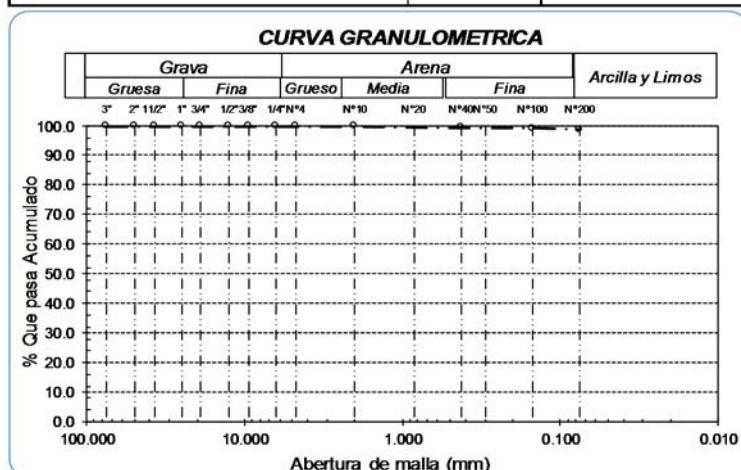 CURVA GRANULOMETRICA
Grava Arena Arcilla y Limos
Gruesa Fina Grueso Media Fina
3" 2" 11/2" 1" 3/4" 1/2" 3/8" 1/4" N°4 N°10 N°20 N°40 N°50 N°100 N°200
% Que pasa Acumulado
100.0
90.0
80.0
70.0
60.0
50.0
40.0
30.0
20.0
10.0
0.0
100.000 10.000 1.000 0.100 0.010
Abertura de malla (mm)